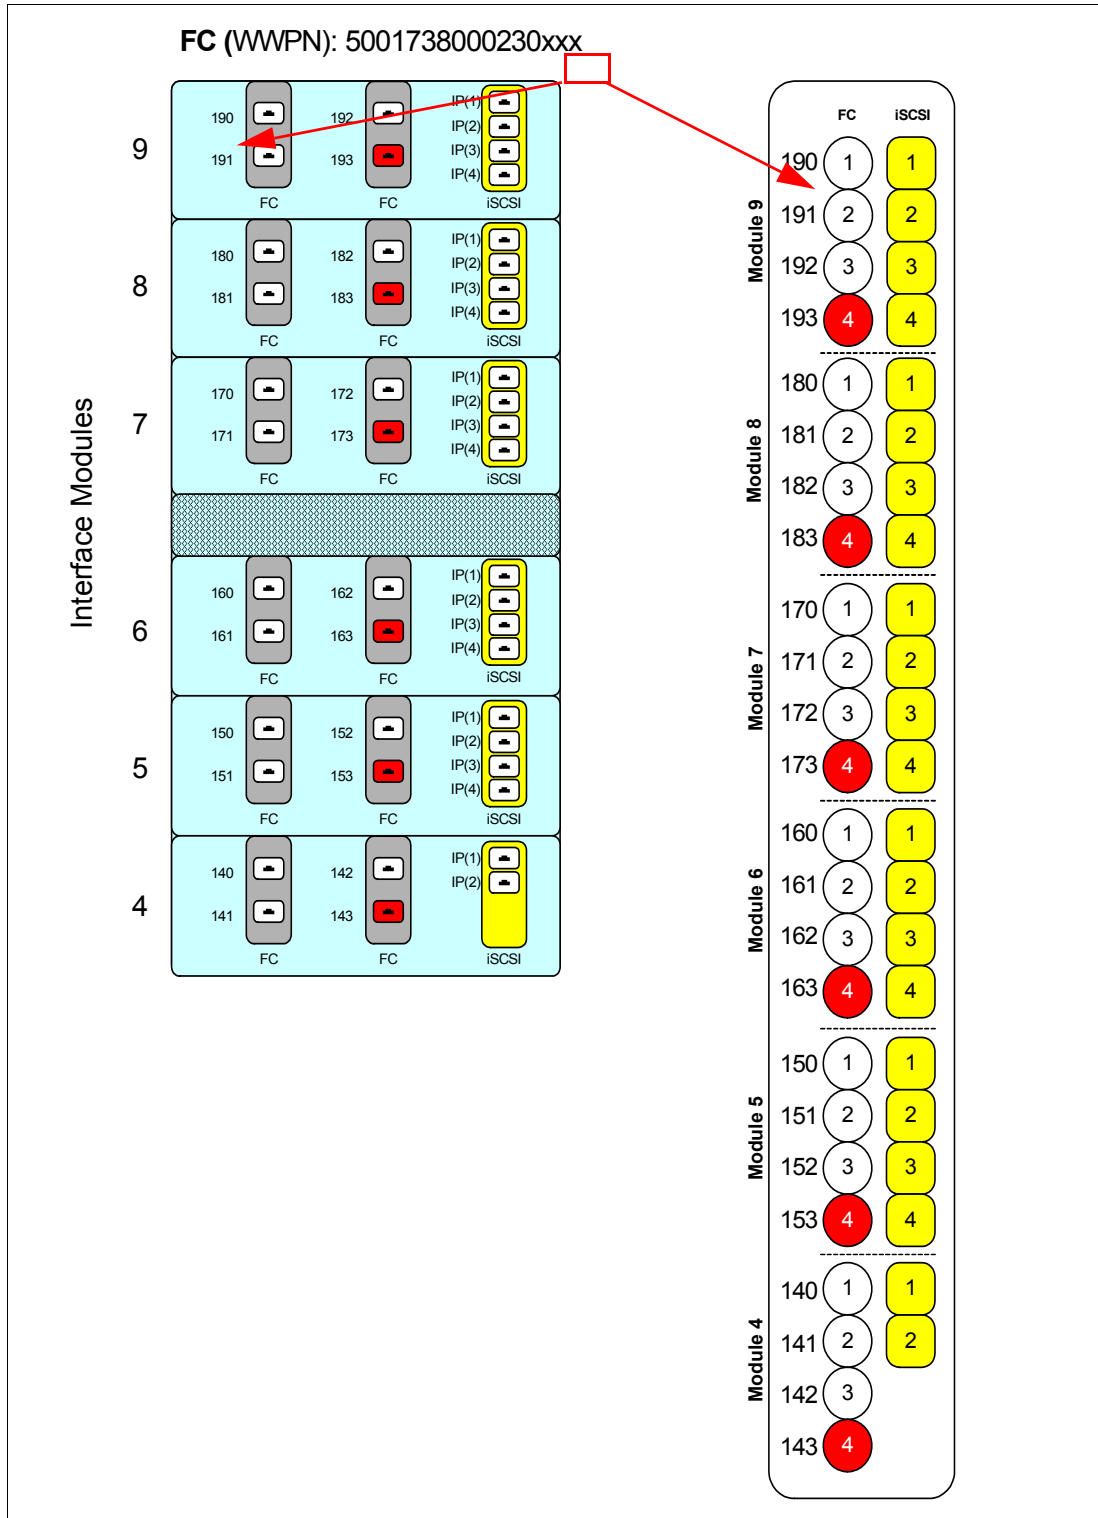 FC (WWPN): 5001738000230xxx
Interface Modules
9
190
191
FC
192
193
FC
IP(1)
IP(2)
IP(3)
IP(4)
iSCSI
8
180
181
FC
182
183
FC
IP(1)
IP(2)
IP(3)
IP(4)
iSCSI
7
170
171
FC
172
173
FC
IP(1)
IP(2)
IP(3)
IP(4)
iSCSI
6
160
161
FC
162
163
FC
IP(1)
IP(2)
IP(3)
IP(4)
iSCSI
5
150
151
FC
152
153
FC
IP(1)
IP(2)
IP(3)
IP(4)
iSCSI
4
140
141
FC
142
143
FC
IP(1)
IP(2)
iSCSI
FC iSCSI
Module 9
190 1 1
191 2 2
192 3 3
193 4 4
Module 8
180 1 1
181 2 2
182 3 3
183 4 4
Module 7
170 1 1
171 2 2
172 3 3
173 4 4
Module 6
160 1 1
161 2 2
162 3 3
163 4 4
Module 5
150 1 1
151 2 2
152 3 3
153 4 4
Module 4
140 1 1
141 2 2
142 3
143 4